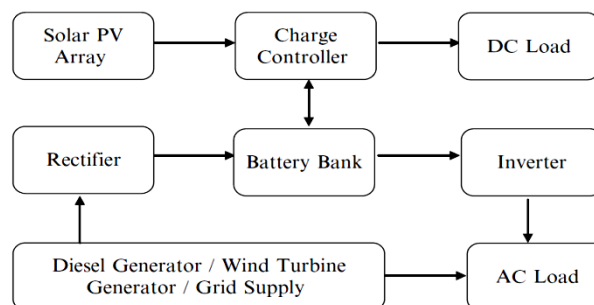 Solar PV
Array
Charge
Controller
DC Load
Rectifier
Battery Bank
Inverter
Diesel Generator / Wind Turbine
Generator / Grid Supply
AC Load